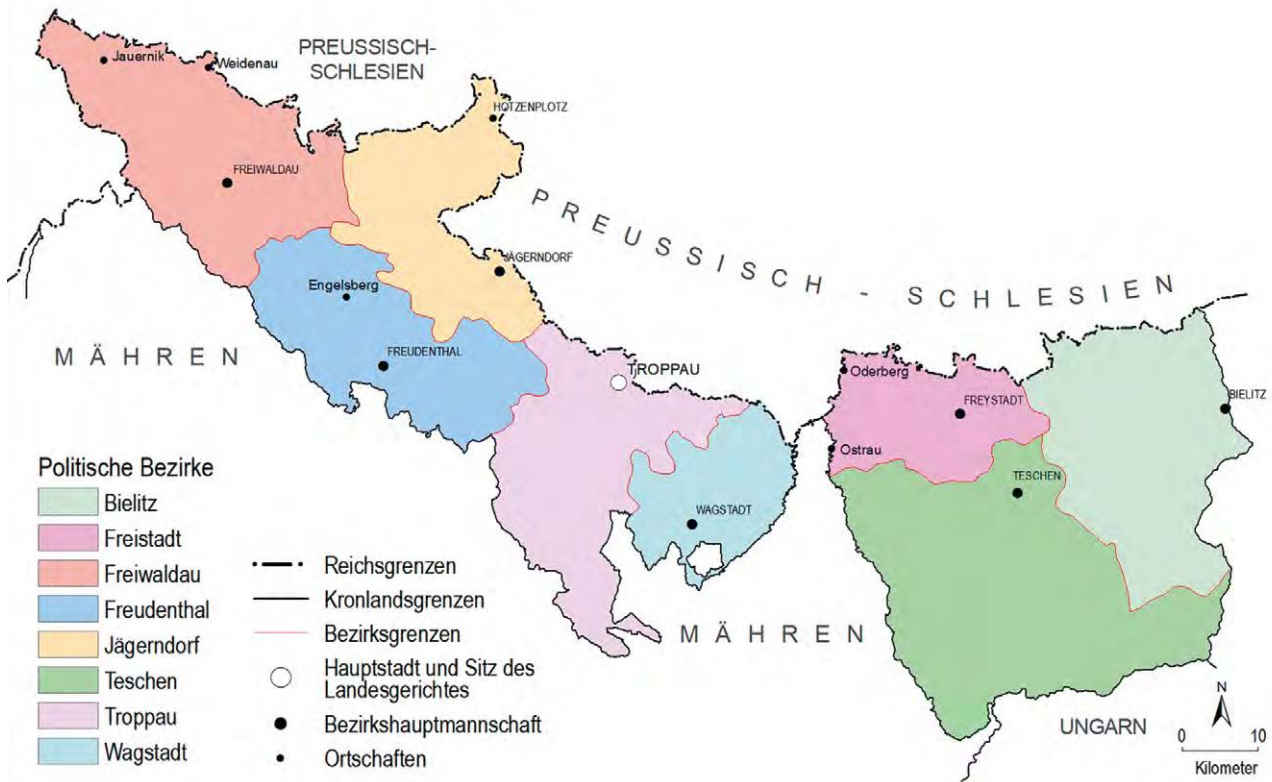 Jauernik
Weidenau
PREUSSISCH-
SCHLESIEN
HOTZENPLOTZ
FREIWALDAU
PREUSSISCH - SCHLESIEN
JÄGERNDORF
Engelsberg
MÄHREN
FREUDENTHAL
TROPPAU
Oderberg
FREYSTADT
BIELITZ
Ostrau
TESCHEN
WAGSTADT
MÄHREN
UNGARN
Politische Bezirke
Bielitz
Freistadt
Freiwaldau
Freudenthal
Jägerndorf
Teschen
Troppau
Wagstadt
Reichsgrenzen
Kronlandsgrenzen
Bezirksgrenzen
Hauptstadt und Sitz des
Landesgerichtes
Bezirkshauptmannschaft
Ortschaften
N
0 10
Kilometer